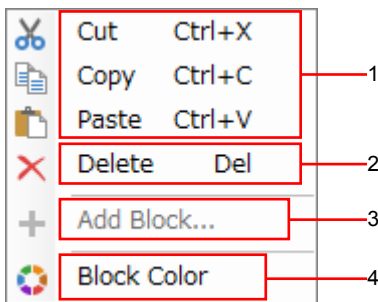 Cut Ctrl+X
Copy Ctrl+C
1
Paste Ctrl+V
Delete Del
2
Add Block...
3
Block Color
4